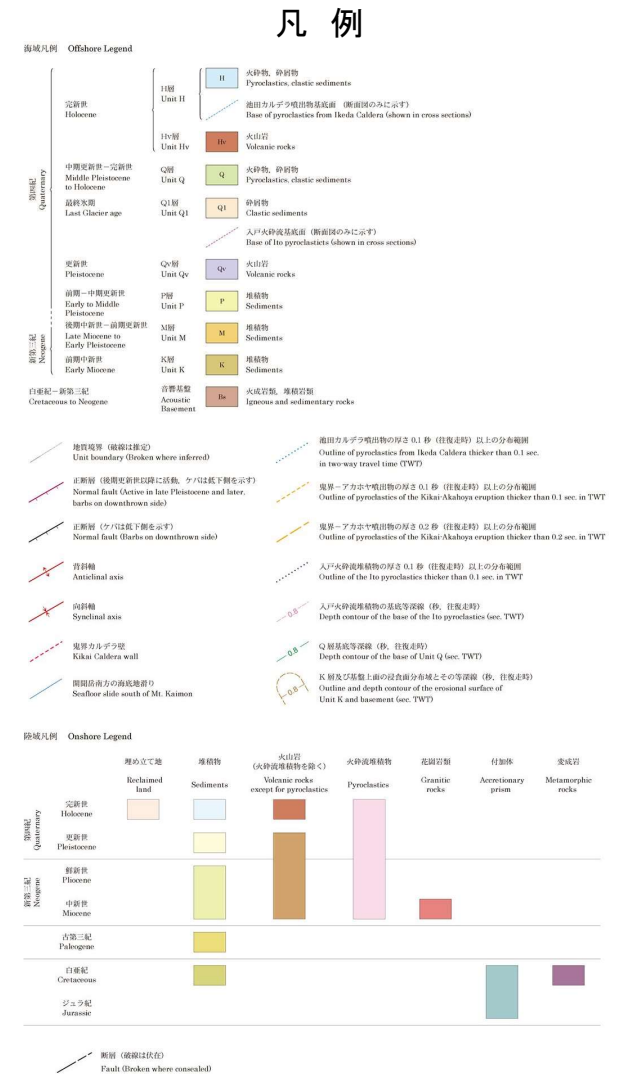 凡 例
海域凡例 Offshore Legend
第四紀
Quaternary
完新世
Holocene
H層
Unit H
H
火砕物，砕屑物
Pyroclastics, clastic sediments
池田カルデラ噴出物基底面 （断面図のみに示す）
Base of pyroclastics from Ikeda Caldera (shown in cross sections)
Hv層
Unit Hv
Hv
火山岩
Volcanic rocks
中期更新世－完新世
Middle Pleistocene
to Holocene
Q層
Unit Q
Q
火砕物，砕屑物
Pyroclastics, clastic sediments
最終氷期
Last Glacier age
Q1層
Unit Q1
Q1
砕屑物
Clastic sediments
入戸火砕流基底面（断面図のみに示す）
Base of Ito pyroclasticts (shown in cross sections)
更新世
Pleistocene
Qv層
Unit Qv
Qv
火山岩
Volcanic rocks
前期－中期更新世
Early to Middle
Pleistocene
P層
Unit P
P
堆積物
Sediments
新第三紀
Neogene
後期中新世－前期更新世
Late Miocene to
Early Pleistocene
M層
Unit M
M
堆積物
Sediments
前期中新世
Early Miocene
K層
Unit K
K
堆積物
Sediments
白亜紀－新第三紀
Cretaceous to Neogene
音響基盤
Acoustic
Basement
Bs
火成岩類，堆積岩類
Igneous and sedimentary rocks
地質境界（破線は推定）
Unit boundary (Broken where inferred)
正断層（後期更新世以降に活動，ケバは低下側を示す）
Normal fault (Active in late Pleistocene and later,
barbs on downthrown side)
正断層（ケバは低下側を示す）
Normal fault (Barbs on downthrown side)
背斜軸
Anticlinal axis
向斜軸
Synclinal axis
鬼界カルデラ壁
Kikai Caldera wall
開聞岳南方の海底地滑り
Seafloor slide south of Mt. Kaimon
池田カルデラ噴出物の厚さ 0.1 秒（往復走時）以上の分布範囲
Outline of pyroclastics from Ikeda Caldera thicker than 0.1 sec.
in two-way travel time (TWT)
鬼界－アカホヤ噴出物の厚さ 0.1 秒（往復走時）以上の分布範囲
Outline of pyroclastics of the Kikai-Akahoya eruption thicker than 0.1 sec. in TWT
鬼界－アカホヤ噴出物の厚さ 0.2 秒（往復走時）以上の分布範囲
Outline of pyroclastics of the Kikai-Akahoya eruption thicker than 0.2 sec. in TWT
入戸火砕流堆積物の厚さ 0.1 秒（往復走時）以上の分布範囲
Outline of the Ito pyroclastics thicker than 0.1 sec. in TWT
0.8
入戸火砕流堆積物の基底等深線（秒，往復走時）
Depth contour of the base of the Ito pyroclastics (sec. TWT)
0.8
Q 層基底等深線（秒，往復走時）
Depth contour of the base of Unit Q (sec. TWT)
0.8
K 層及び基盤上面の浸食面分布域とその等深線（秒，往復走時）
Outline and depth contour of the erosional surface of
Unit K and basement (sec. TWT)
陸域凡例 Onshore Legend
埋め立て地
Reclaimed
land
堆積物
Sediments
火山岩
（火砕流堆積物を除く）
Volcanic rocks
except for pyroclastics
火砕流堆積物
Pyroclastics
花崗岩類
Granitic
rocks
付加体
Accretionary
prism
変成岩
Metamorphic
rocks
第四紀
Quaternary
完新世
Holocene
更新世
Pleistocene
新第三紀
Neogene
鮮新世
Pliocene
中新世
Miocene
古第三紀
Paleogene
白亜紀
Cretaceous
ジュラ紀
Jurassic
断層（破線は伏在）
Fault (Broken where consealed)